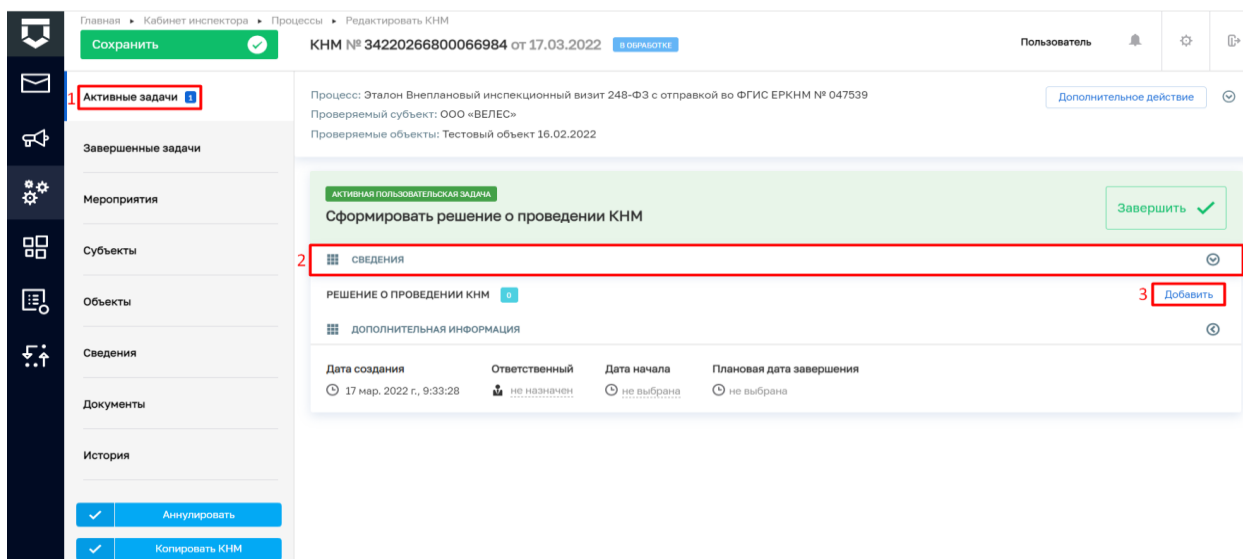 Главная ▸ Кабинет инспектора ▸ Процессы ▸ Редактировать КНМ
Сохранить
КНМ № 34220266800066984 от 17.03.2022 В ОБРАБОТКЕ
Пользователь
1 Активные задачи 1
Завершенные задачи
Мероприятия
Субъекты
Объекты
Сведения
Документы
История
Аннулировать
Копировать КНМ
Процесс: Эталон Внеплановый инспекционный визит 248-ФЗ с отправкой во ФГИС ЕРКНМ № 047539
Дополнительное действие
Проверяемый субъект: ООО «ВЕЛЕС»
Проверяемые объекты: Тестовый объект 16.02.2022
АКТИВНАЯ ПОЛЬЗОВАТЕЛЬСКАЯ ЗАДАЧА
Сформировать решение о проведении КНМ
Завершить
2 СВЕДЕНИЯ
РЕШЕНИЕ О ПРОВЕДЕНИИ КНМ 0
3 Добавить
ДОПОЛНИТЕЛЬНАЯ ИНФОРМАЦИЯ
Дата создания Ответственный Дата начала Плановая дата завершения
17 мар. 2022 г., 9:33:28 не назначен не выбрана не выбрана